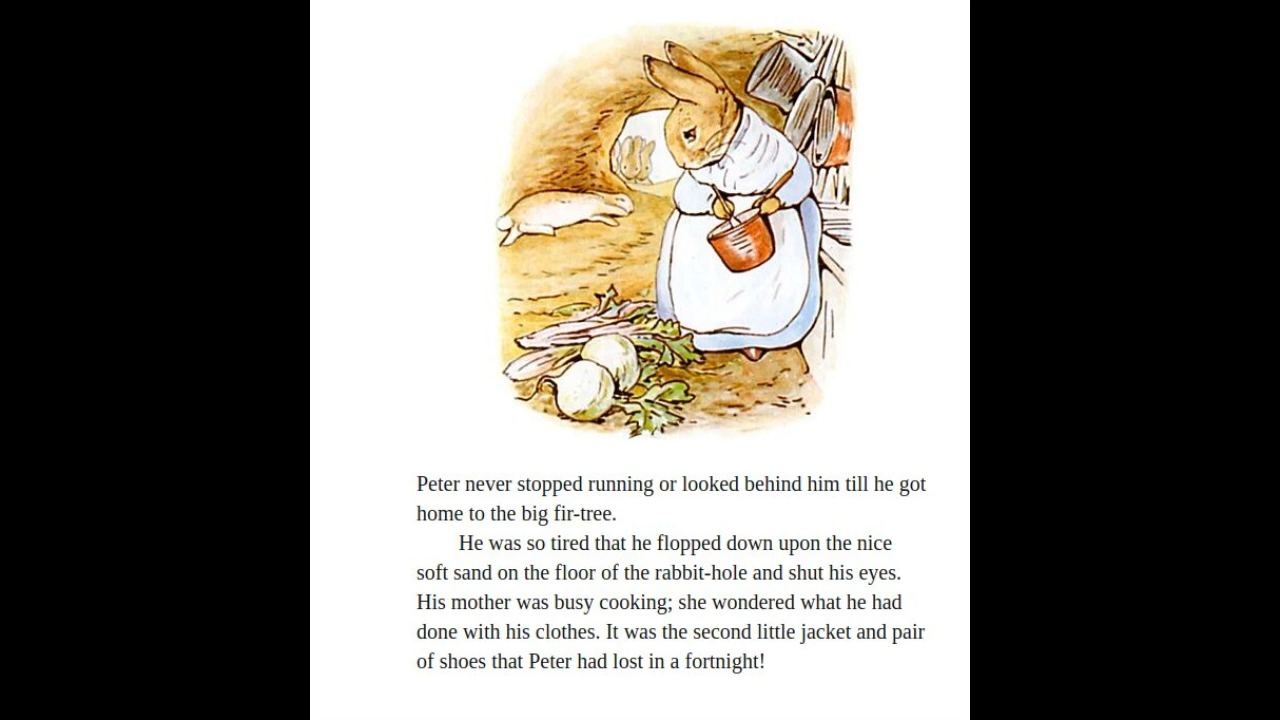 Peter never stopped running or looked behind him till he got
home to the big fir-tree.
He was so tired that he flopped down upon the nice
soft sand on the floor of the rabbit-hole and shut his eyes.
His mother was busy cooking; she wondered what he had
done with his clothes. It was the second little jacket and pair
of shoes that Peter had lost in a fortnight!